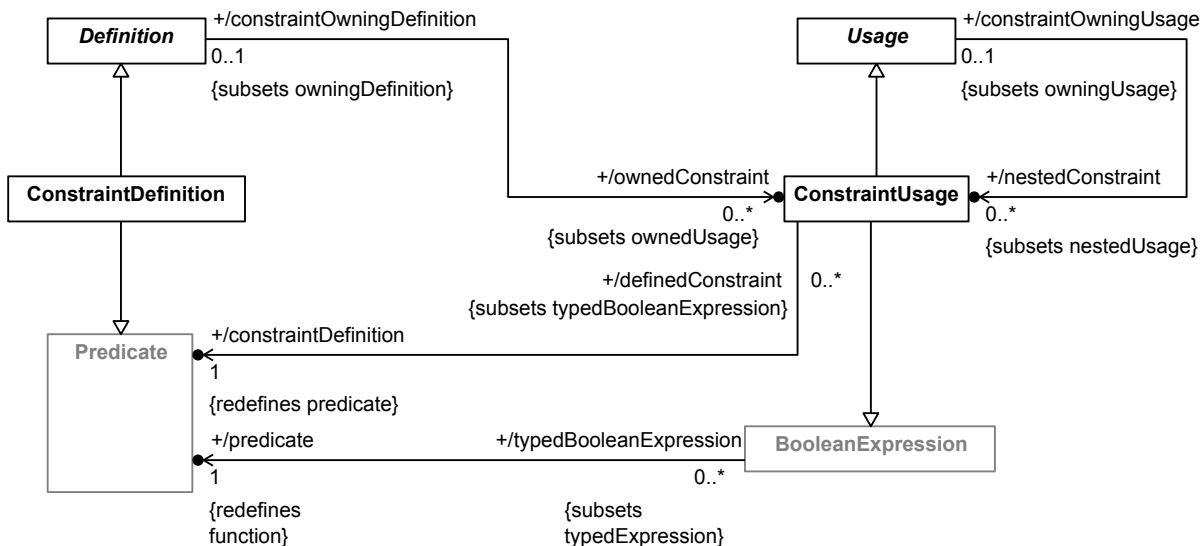 +/constraintOwningDefinition
+/constraintOwningUsage
Definition
Usage
0..1
0..1
{subsets owningDefinition}
{subsets owningUsage}
+/ownedConstraint
+/nestedConstraint
ConstraintDefinition
ConstraintUsage
0..*
0..*
{subsets ownedUsage}
{subsets nestedUsage}
+/definedConstraint
0..*
{subsets typedBooleanExpression}
+/constraintDefinition
Predicate
1
{redefines predicate}
+/predicate
+/typedBooleanExpression
BooleanExpression
1
0..*
{redefines
function}
{subsets
typedExpression}